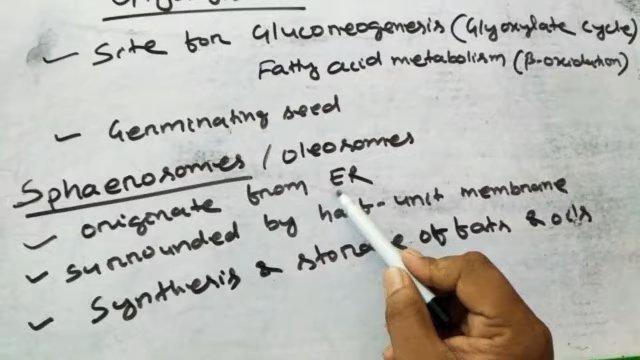 Site for Gluconeogenesis (Glyoxylate cycle)
Fatty acid metabolism (β-oxidation)
Germinating seed
Sphaerosomes / oleosomes
originate from ER
surrounded by half-unit membrane
Synthesis & storage of fats & oils